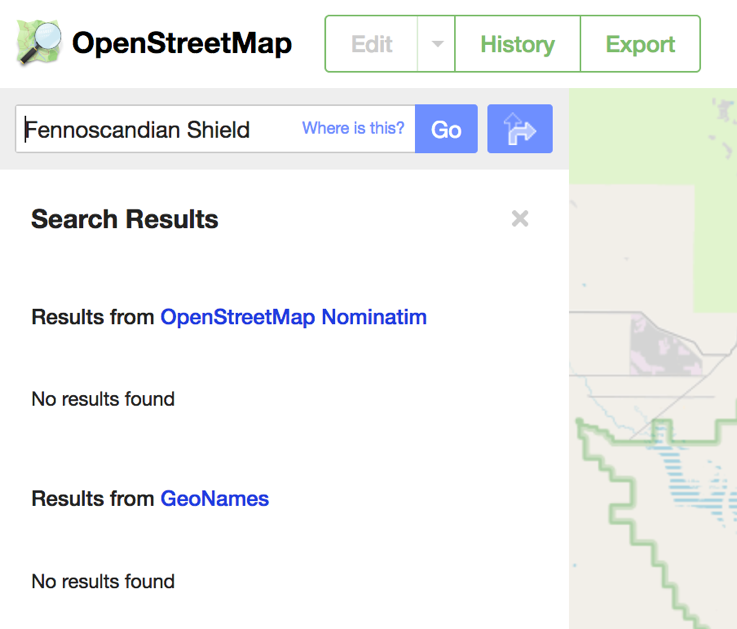 OpenStreetMap Edit History Export
Fennoscandian Shield Where is this? Go
Search Results
Results from OpenStreetMap Nominatim
No results found
Results from GeoNames
No results found